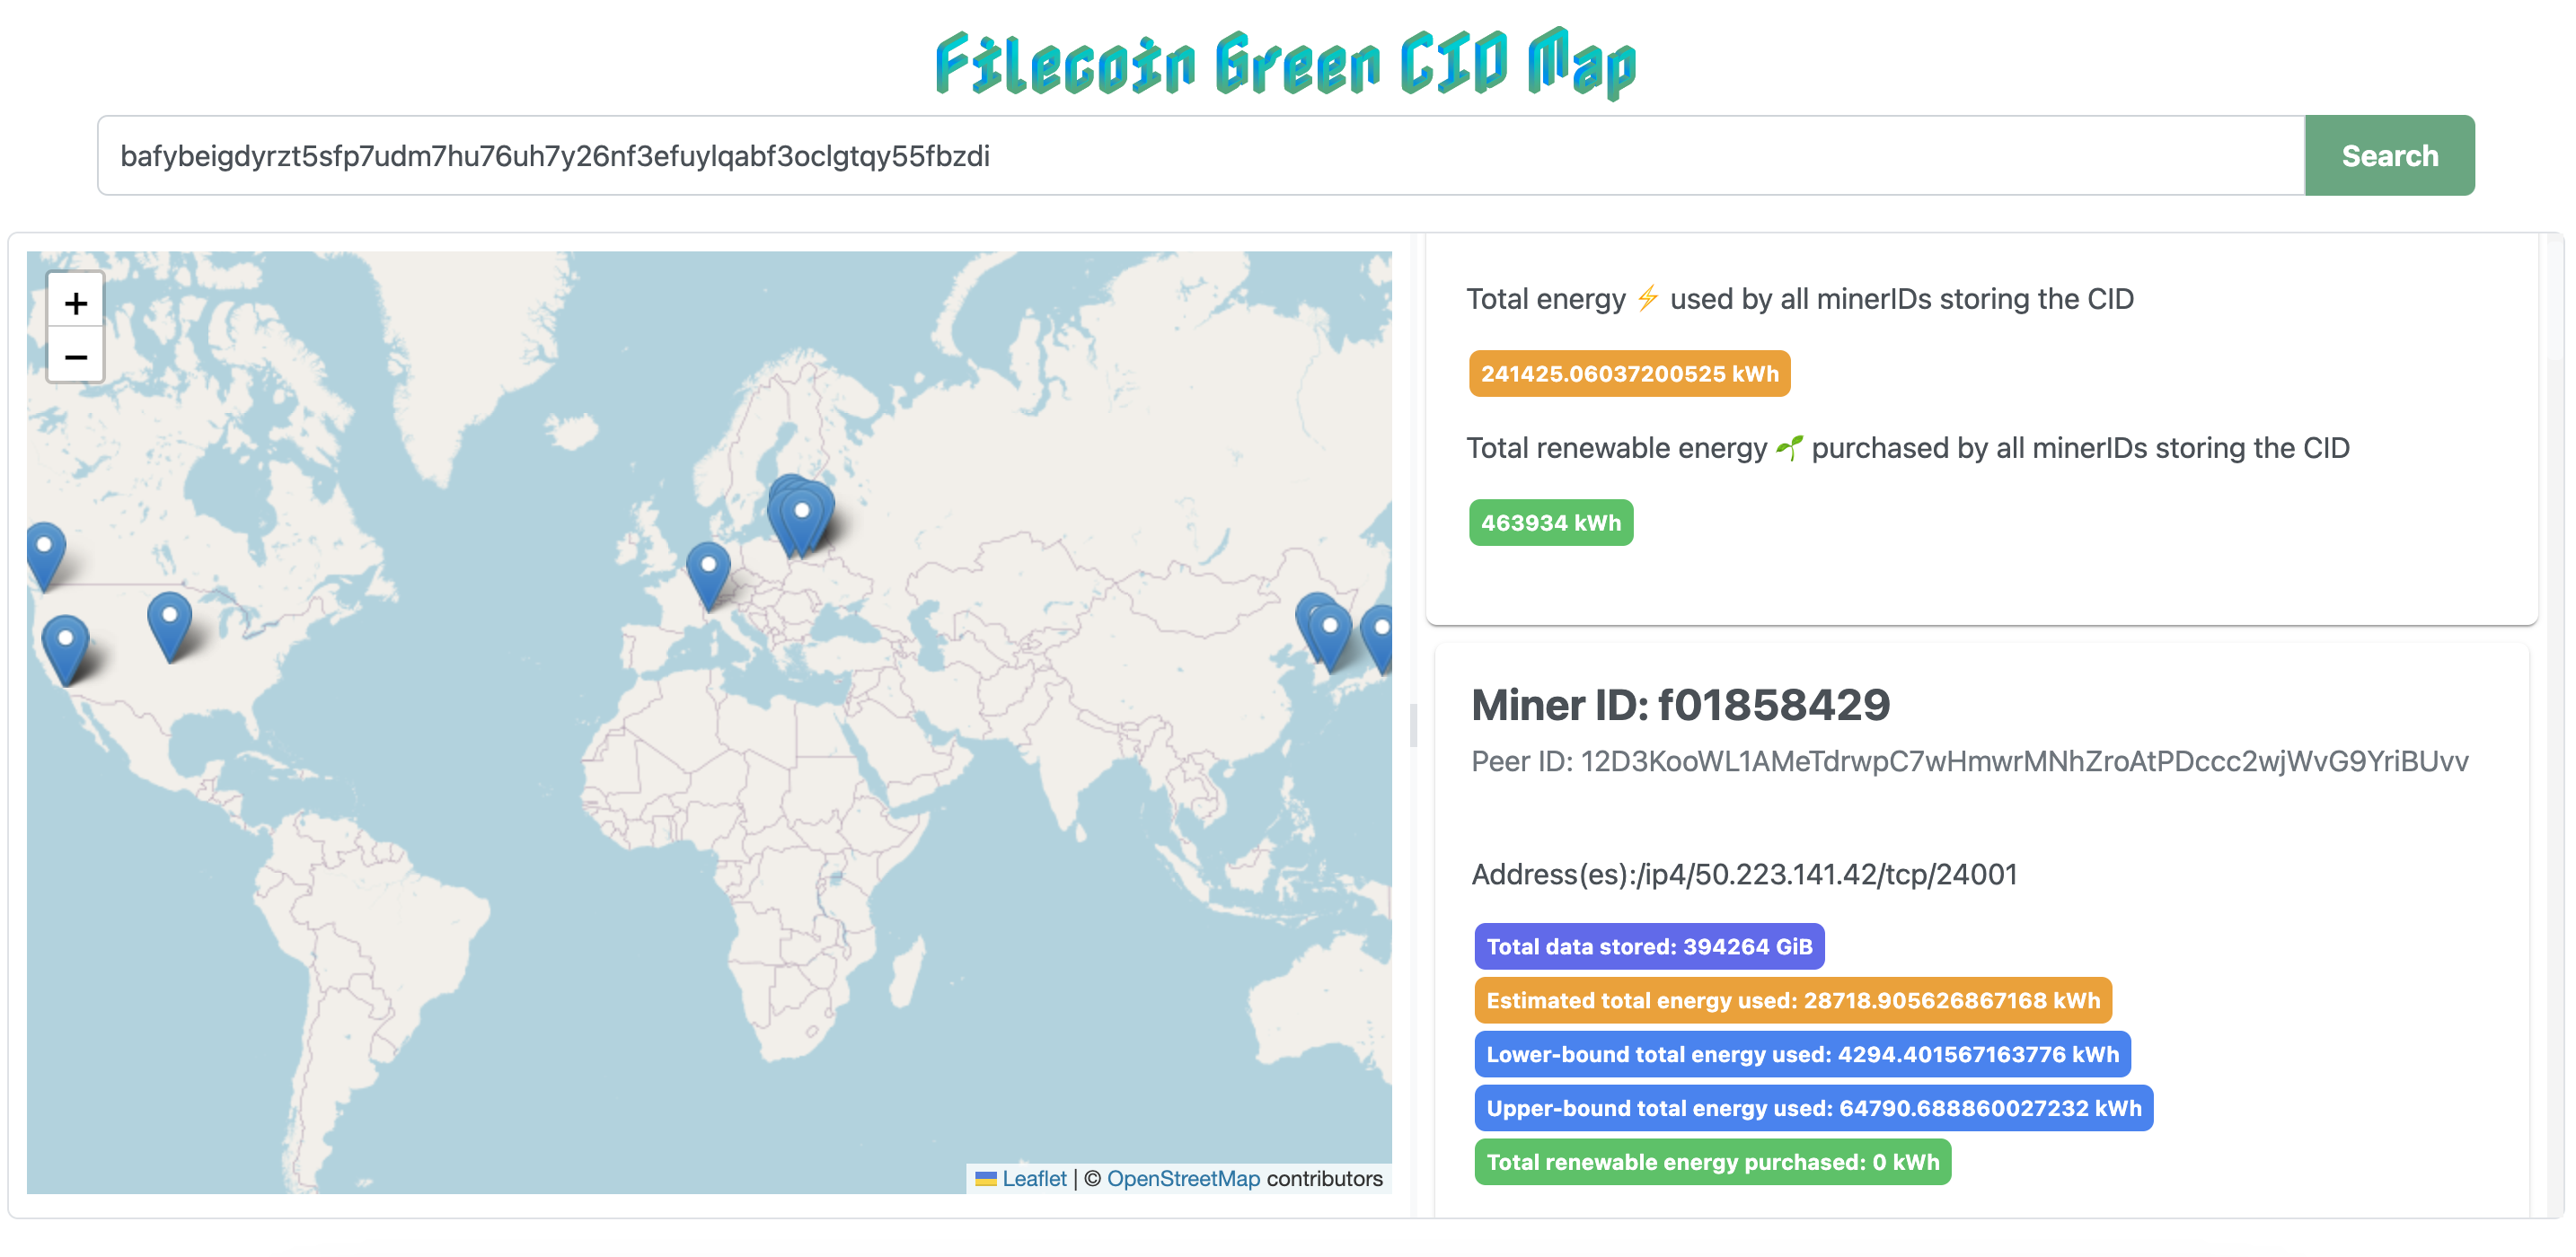 Filecoin Green CID Map
bafybeigdyrzt5sfp7udm7hu76uh7y26nf3efuylqabf3oclgtqy55fbzdi
Search
+
−
Total energy ⚡ used by all minerIDs storing the CID
241425.06037200525 kWh
Total renewable energy 🌱 purchased by all minerIDs storing the CID
463934 kWh
Miner ID: f01858429
Peer ID: 12D3KooWL1AMeTdrwpC7wHmwrMNhZroAtPDccc2wjWvG9YriBUvv
Address(es):/ip4/50.223.141.42/tcp/24001
Total data stored: 394264 GiB
Estimated total energy used: 28718.905626867168 kWh
Lower-bound total energy used: 4294.401567163776 kWh
Upper-bound total energy used: 64790.688860027232 kWh
Total renewable energy purchased: 0 kWh
Leaflet | © OpenStreetMap contributors